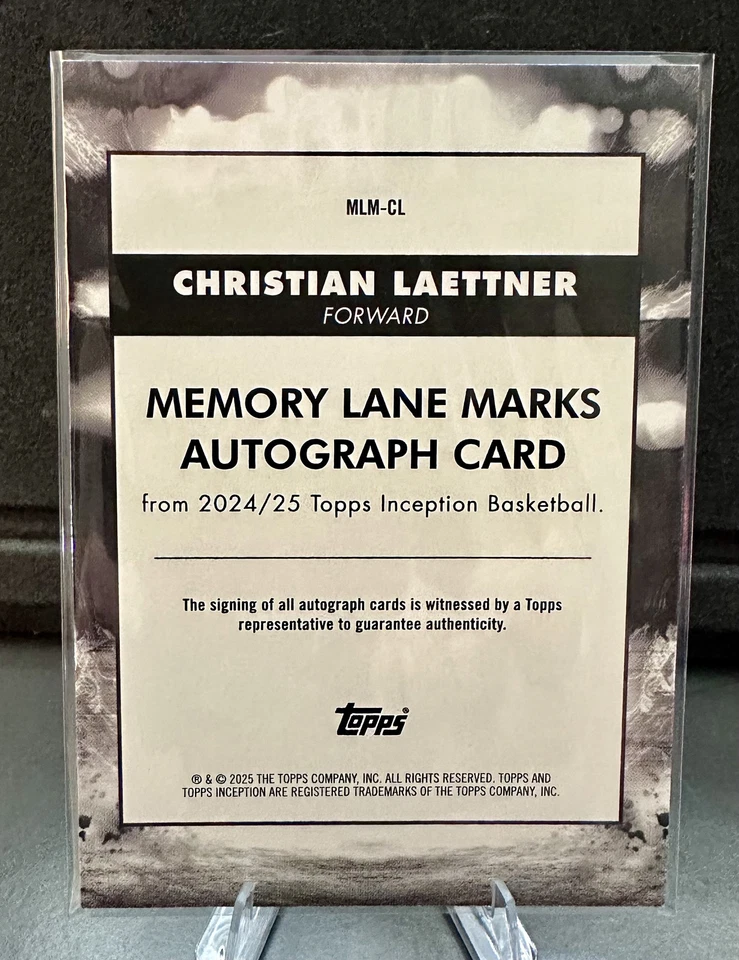 MLM-CL
CHRISTIAN LAETTNER
FORWARD
MEMORY LANE MARKS
AUTOGRAPH CARD
from 2024/25 Topps Inception Basketball.
The signing of all autograph cards is witnessed by a Topps
representative to guarantee authenticity.
topps®
® & © 2025 THE TOPPS COMPANY, INC. ALL RIGHTS RESERVED. TOPPS AND
TOPPS INCEPTION ARE REGISTERED TRADEMARKS OF THE TOPPS COMPANY, INC.